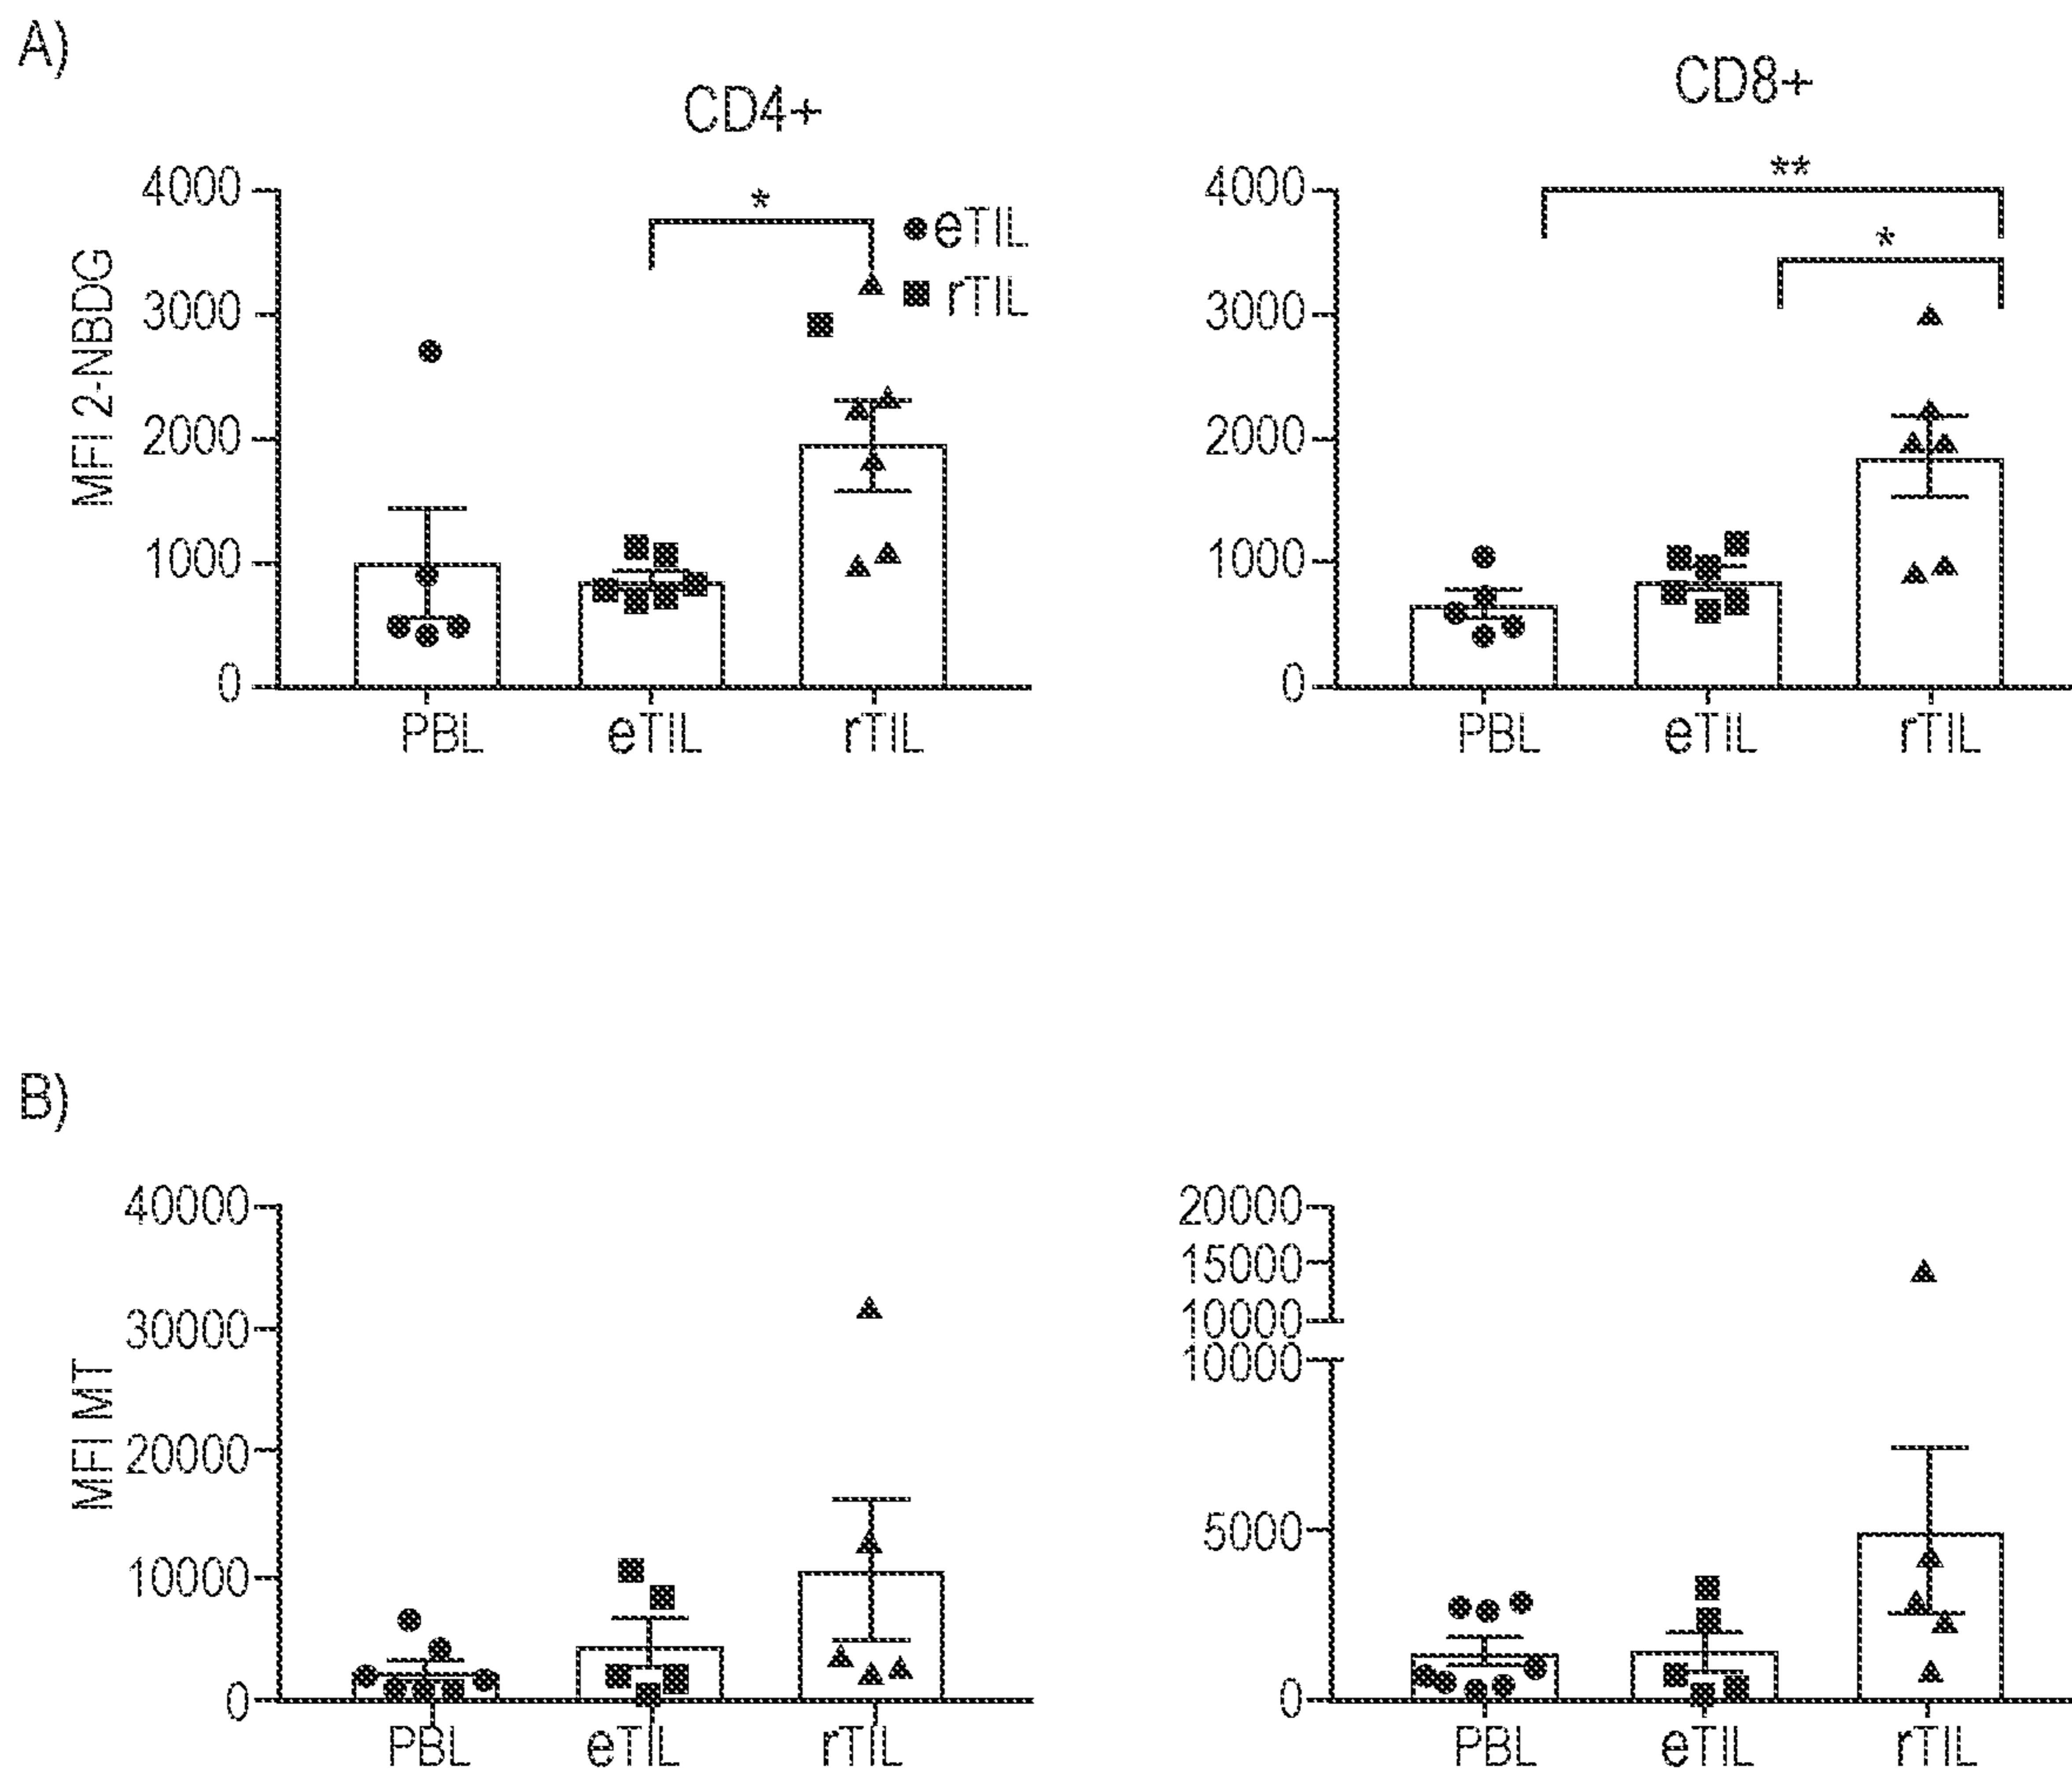 A)
CD4+
4000
3000
2000
1000
0
MFI 2-NBDG
*
eTIL
rTIL
PBL eTIL rTIL
CD8+
4000
3000
2000
1000
0
**
*
PBL eTIL rTIL
B)
40000
30000
20000
10000
0
MFI MT
PBL eTIL rTIL
20000
15000
10000
10000
5000
0
PBL eTIL rTIL